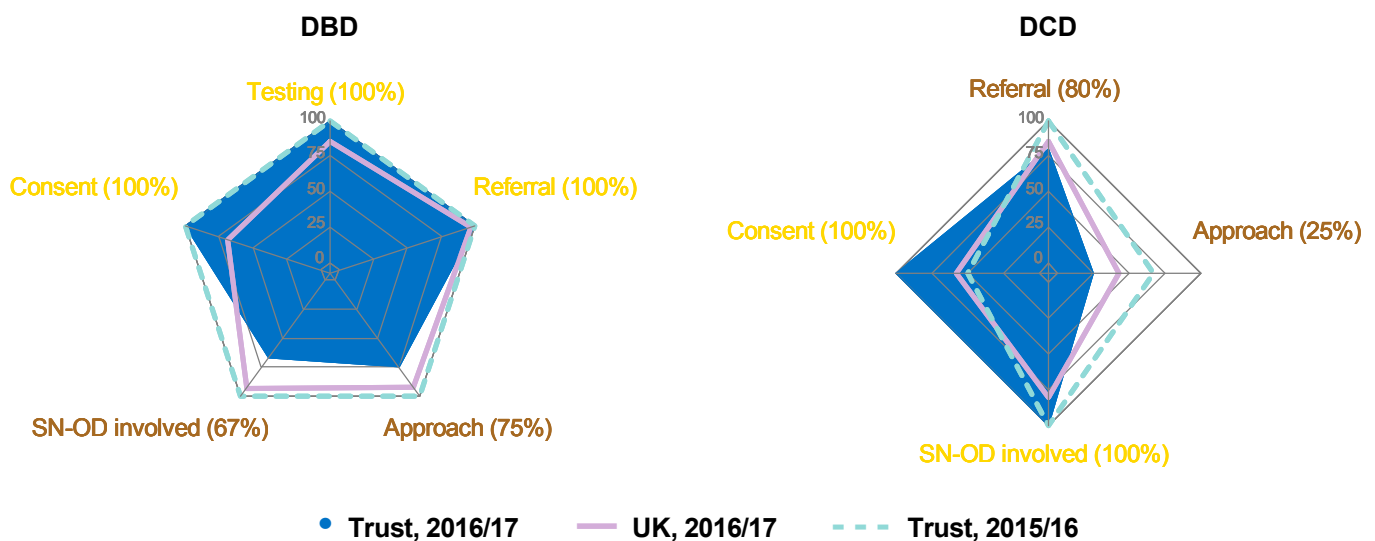 DBD
DCD
Testing (100%)
Referral (80%)
100
75
50
25
0
100
75
50
25
0
Consent (100%)
Referral (100%)
Consent (100%)
Approach (25%)
SN-OD involved (67%)
Approach (75%)
SN-OD involved (100%)
Trust, 2016/17
UK, 2016/17
Trust, 2015/16